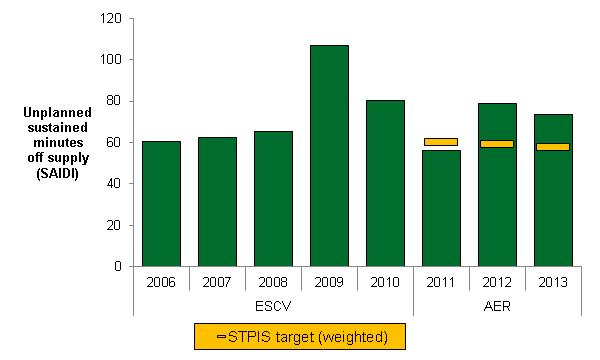 120
100
80
60
40
20
0
Unplanned
sustained
minutes
off supply
(SAIDI)
2006 2007 2008 2009 2010 2011 2012 2013
ESCV AER
STPIS target (weighted)